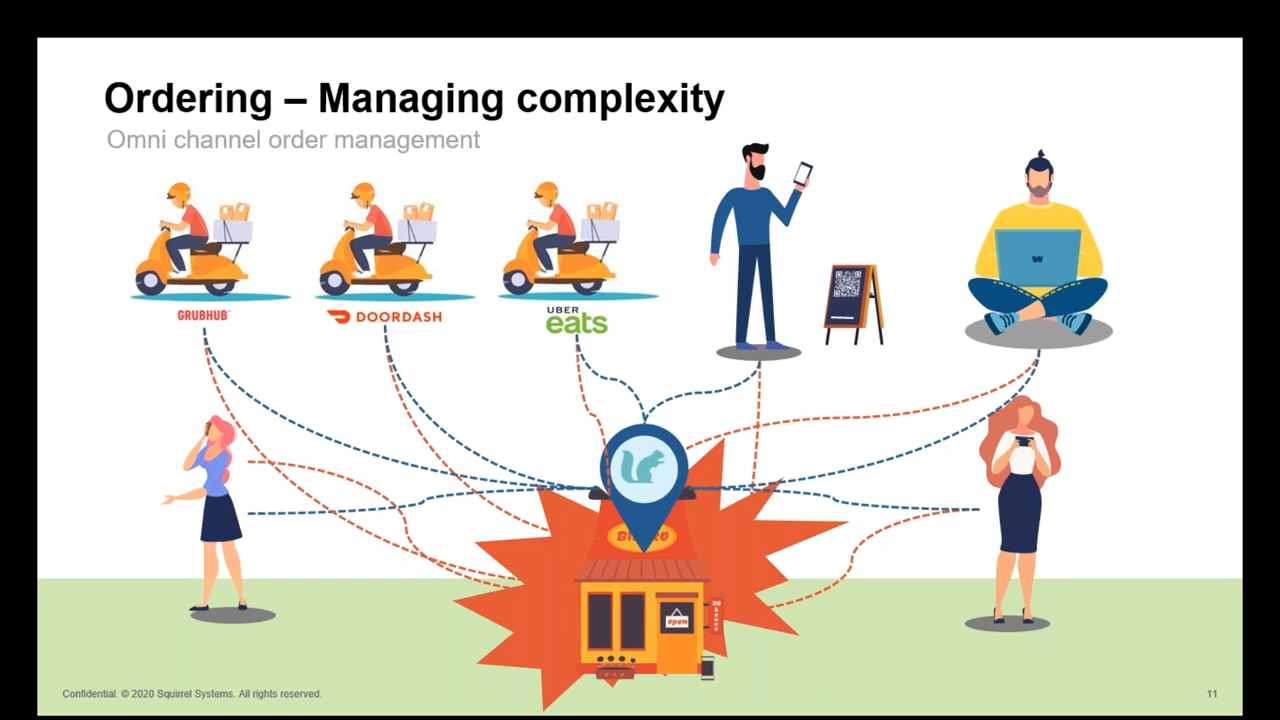 Ordering – Managing complexity
Omni channel order management
GRUBHUB
DOORDASH
UBER
eats
open
Confidential. © 2020 Squirrel Systems. All rights reserved.
11